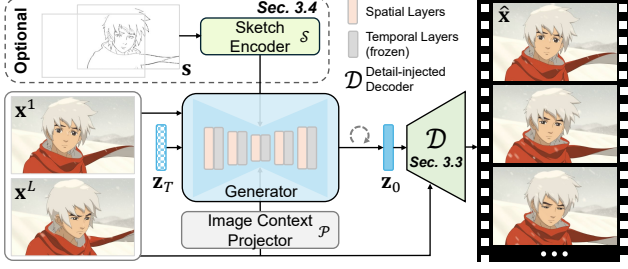 Optional
Sec. 3.4
Sketch
Encoder 𝒮
s
Spatial Layers
Temporal Layers
(frozen)
𝒟 Detail-injected
Decoder
x̂
x¹
xᴸ
z_T
Generator
z₀
𝒟
Sec. 3.3
Image Context
Projector 𝒫
...